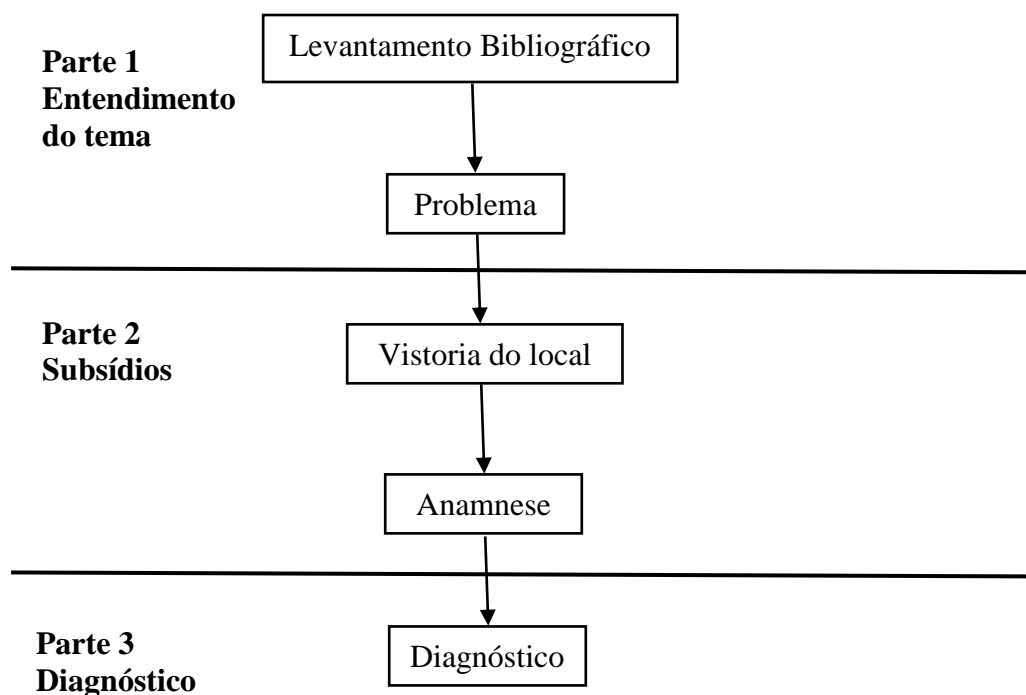 Levantamento Bibliográfico
Parte 1
Entendimento
do tema
Problema
Parte 2
Subsídios
Vistoria do local
Anamnese
Parte 3
Diagnóstico
Diagnóstico